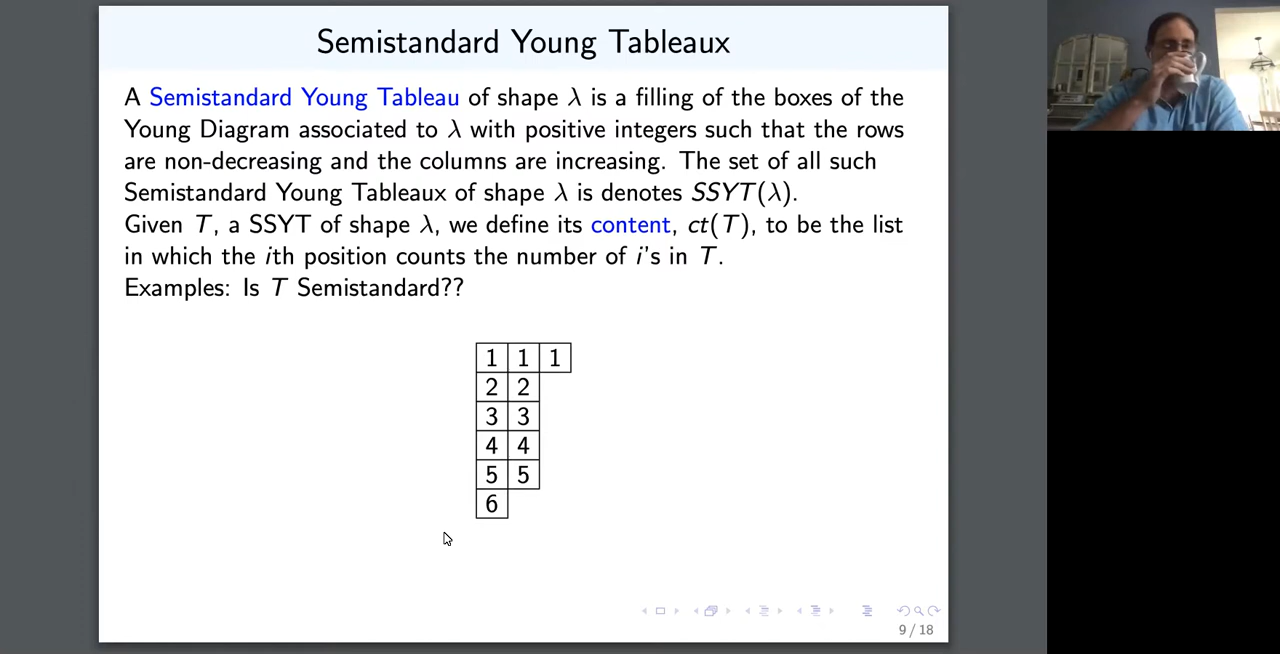 Semistandard Young Tableaux
A Semistandard Young Tableau of shape λ is a filling of the boxes of the
Young Diagram associated to λ with positive integers such that the rows
are non-decreasing and the columns are increasing. The set of all such
Semistandard Young Tableaux of shape λ is denotes SSYT(λ).
Given T, a SSYT of shape λ, we define its content, ct(T), to be the list
in which the ith position counts the number of i's in T.
Examples: Is T Semistandard??
1 1 1
2 2
3 3
4 4
5 5
6
9 / 18